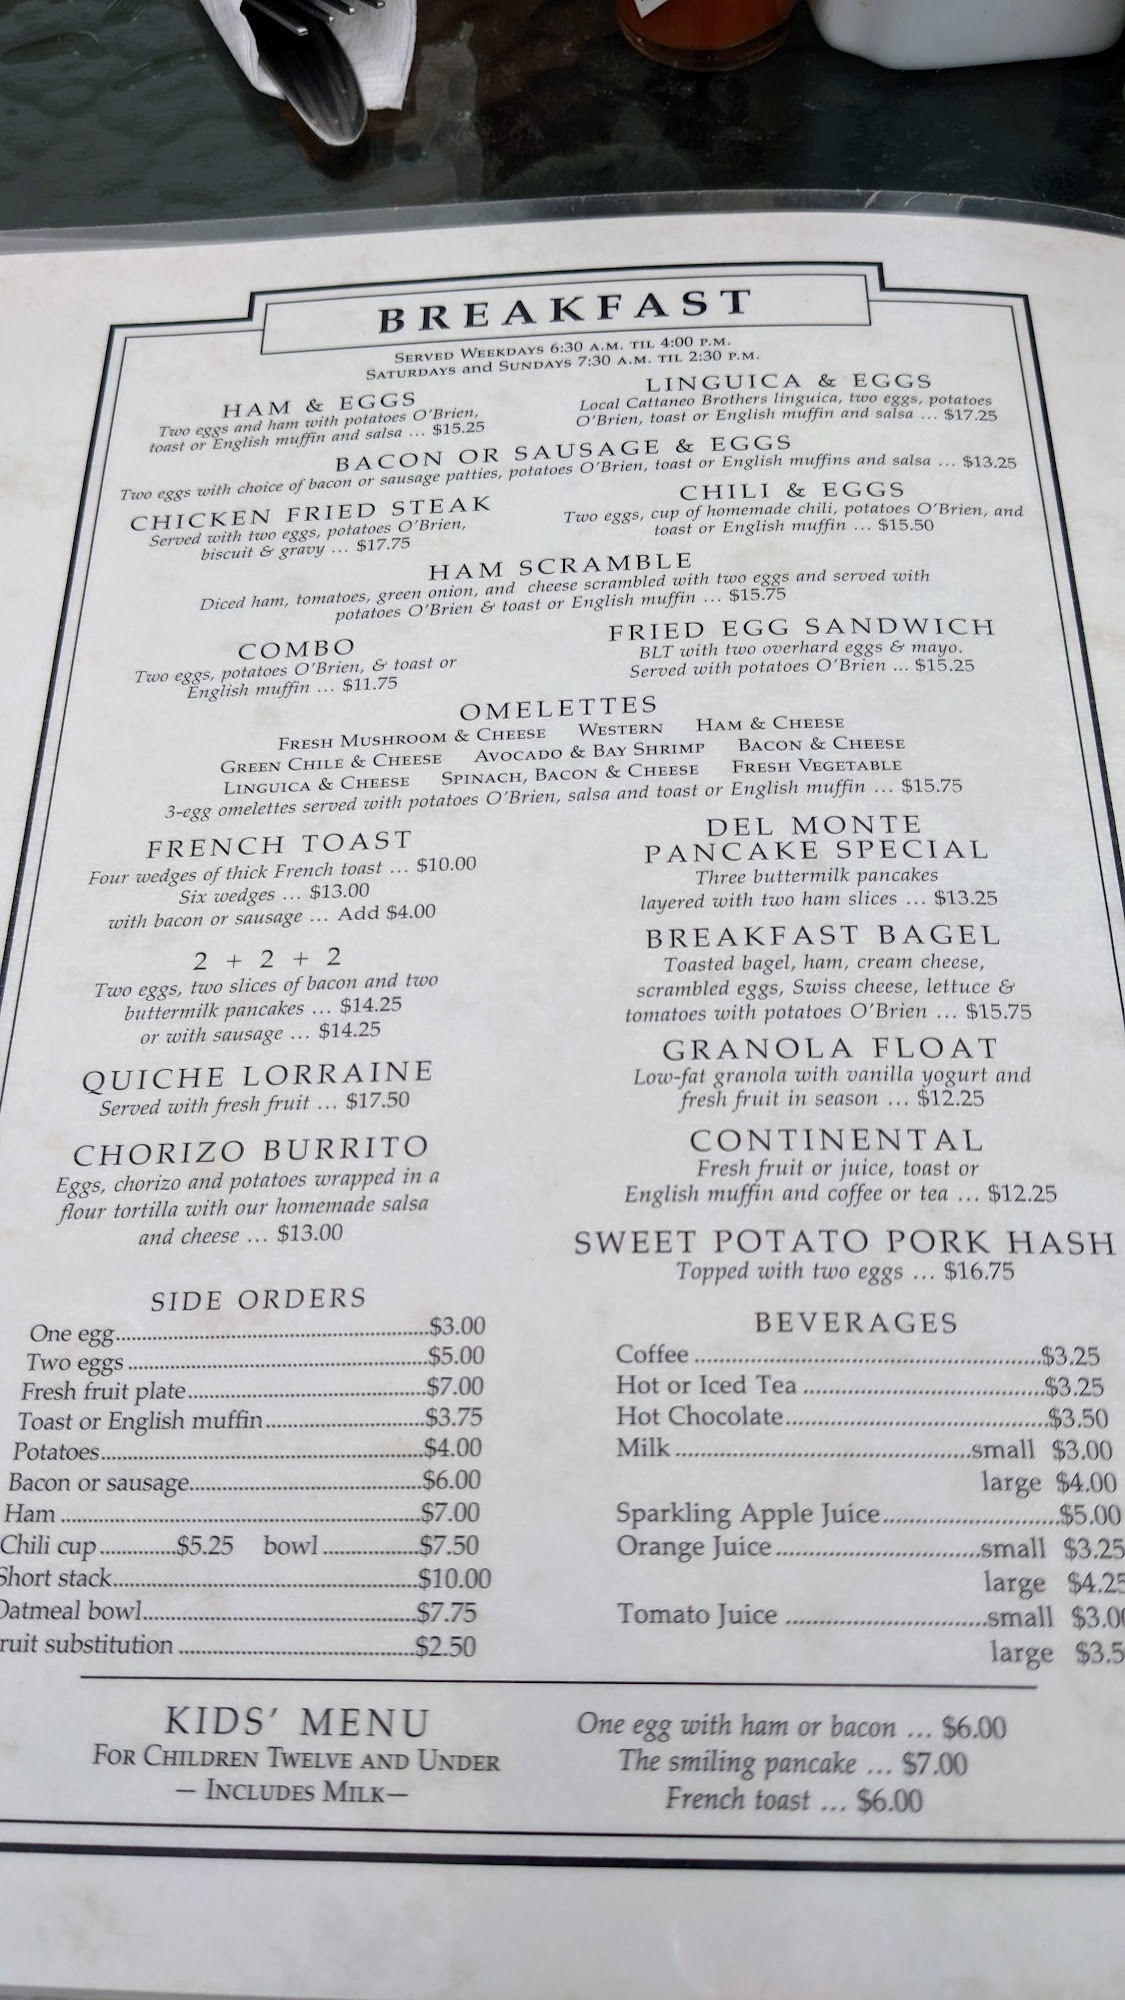 BREAKFAST
SERVED WEEKDAYS 6:30 A.M. TIL 4:00 P.M.
SATURDAYS and SUNDAYS 7:30 A.M. TIL 2:30 P.M.
HAM & EGGS
Two eggs and ham with potatoes O'Brien,
toast or English muffin and salsa ... $15.25
LINGUICA & EGGS
Local Cattaneo Brothers linguica, two eggs, potatoes
O'Brien, toast or English muffin and salsa ... $17.25
BACON OR SAUSAGE & EGGS
Two eggs with choice of bacon or sausage patties, potatoes O'Brien, toast or English muffins and salsa ... $13.25
CHICKEN FRIED STEAK
Served with two eggs, potatoes O'Brien,
biscuit & gravy ... $17.75
CHILI & EGGS
Two eggs, cup of homemade chili, potatoes O'Brien, and
toast or English muffin ... $15.50
HAM SCRAMBLE
Diced ham, tomatoes, green onion, and cheese scrambled with two eggs and served with
potatoes O'Brien & toast or English muffin ... $15.75
COMBO
Two eggs, potatoes O'Brien, & toast or
English muffin ... $11.75
FRIED EGG SANDWICH
BLT with two overhard eggs & mayo.
Served with potatoes O'Brien ... $15.25
OMELETTES
FRESH MUSHROOM & CHEESE WESTERN HAM & CHEESE
GREEN CHILE & CHEESE AVOCADO & BAY SHRIMP BACON & CHEESE
LINGUICA & CHEESE SPINACH, BACON & CHEESE FRESH VEGETABLE
3-egg omelettes served with potatoes O'Brien, salsa and toast or English muffin ... $15.75
FRENCH TOAST
Four wedges of thick French toast ... $10.00
Six wedges ... $13.00
with bacon or sausage ... Add $4.00
2 + 2 + 2
Two eggs, two slices of bacon and two
buttermilk pancakes ... $14.25
or with sausage ... $14.25
QUICHE LORRAINE
Served with fresh fruit ... $17.50
CHORIZO BURRITO
Eggs, chorizo and potatoes wrapped in a
flour tortilla with our homemade salsa
and cheese ... $13.00
DEL MONTE
PANCAKE SPECIAL
Three buttermilk pancakes
layered with two ham slices ... $13.25
BREAKFAST BAGEL
Toasted bagel, ham, cream cheese,
scrambled eggs, Swiss cheese, lettuce &
tomatoes with potatoes O'Brien ... $15.75
GRANOLA FLOAT
Low-fat granola with vanilla yogurt and
fresh fruit in season ... $12.25
CONTINENTAL
Fresh fruit or juice, toast or
English muffin and coffee or tea ... $12.25
SWEET POTATO PORK HASH
Topped with two eggs ... $16.75
SIDE ORDERS
One egg $3.00
Two eggs $5.00
Fresh fruit plate $7.00
Toast or English muffin $3.75
Potatoes $4.00
Bacon or sausage $6.00
Ham $7.00
Chili cup $5.25 bowl $7.50
Short stack $10.00
Oatmeal bowl $7.75
ruit substitution $2.50
BEVERAGES
Coffee $3.25
Hot or Iced Tea $3.25
Hot Chocolate $3.50
Milk small $3.00
large $4.00
Sparkling Apple Juice $5.00
Orange Juice small $3.25
large $4.25
Tomato Juice small $3.00
large $3.5
KIDS' MENU
FOR CHILDREN TWELVE AND UNDER
— INCLUDES MILK—
One egg with ham or bacon ... $6.00
The smiling pancake ... $7.00
French toast ... $6.00